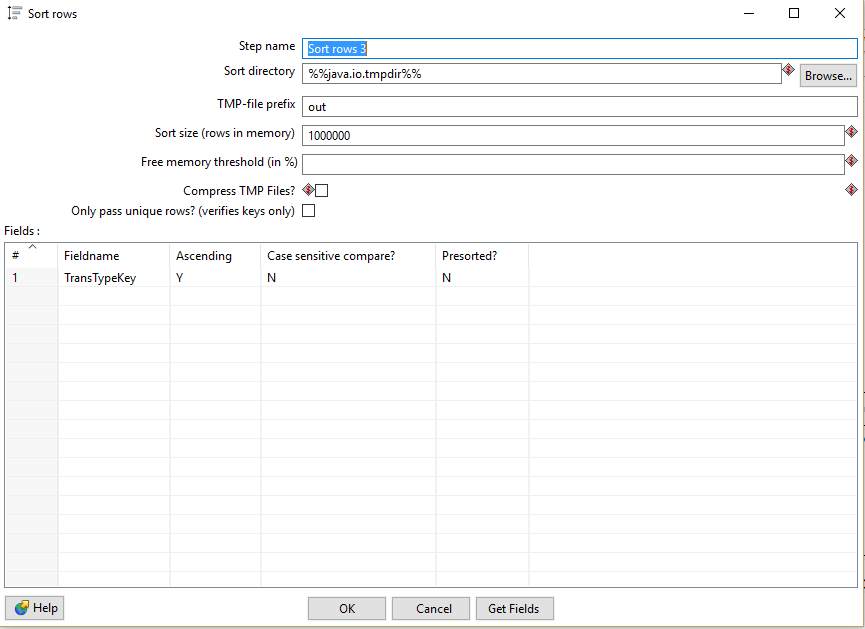 Sort rows
Step name Sort rows 3
Sort directory %%java.io.tmpdir%% Browse...
TMP-file prefix out
Sort size (rows in memory) 1000000
Free memory threshold (in %)
Compress TMP Files?
Only pass unique rows? (verifies keys only)
Fields :
# Fieldname Ascending Case sensitive compare? Presorted?
1 TransTypeKey Y N N
Help OK Cancel Get Fields